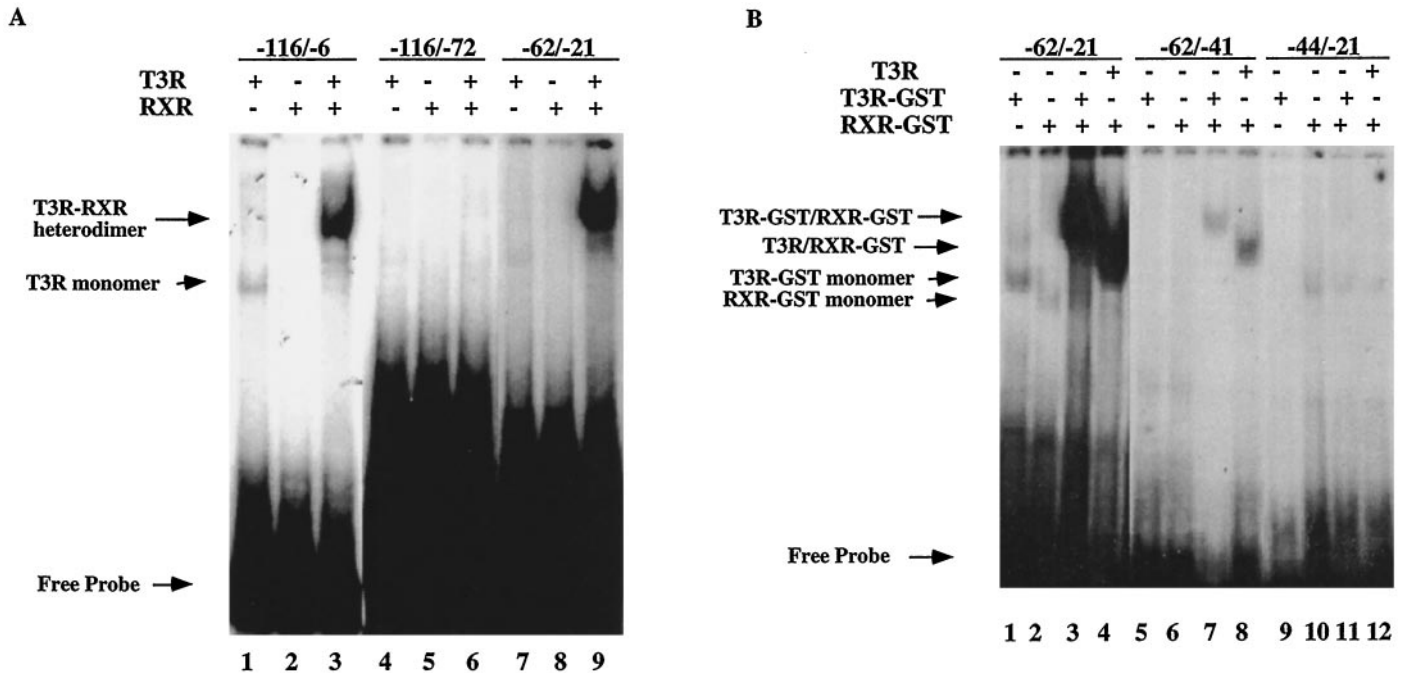 A
-116/-6 -116/-72 -62/-21
T3R + - + + - + + - +
RXR - + + - + + - + +
T3R-RXR
heterodimer
T3R monomer
Free Probe
1 2 3 4 5 6 7 8 9
B
-62/-21 -62/-41 -44/-21
T3R - - - + - - - + - - - +
T3R-GST + - + - + - + - + - + -
RXR-GST - + + + - + + + - + + +
T3R-GST/RXR-GST
T3R/RXR-GST
T3R-GST monomer
RXR-GST monomer
Free Probe
1 2 3 4 5 6 7 8 9 10 11 12